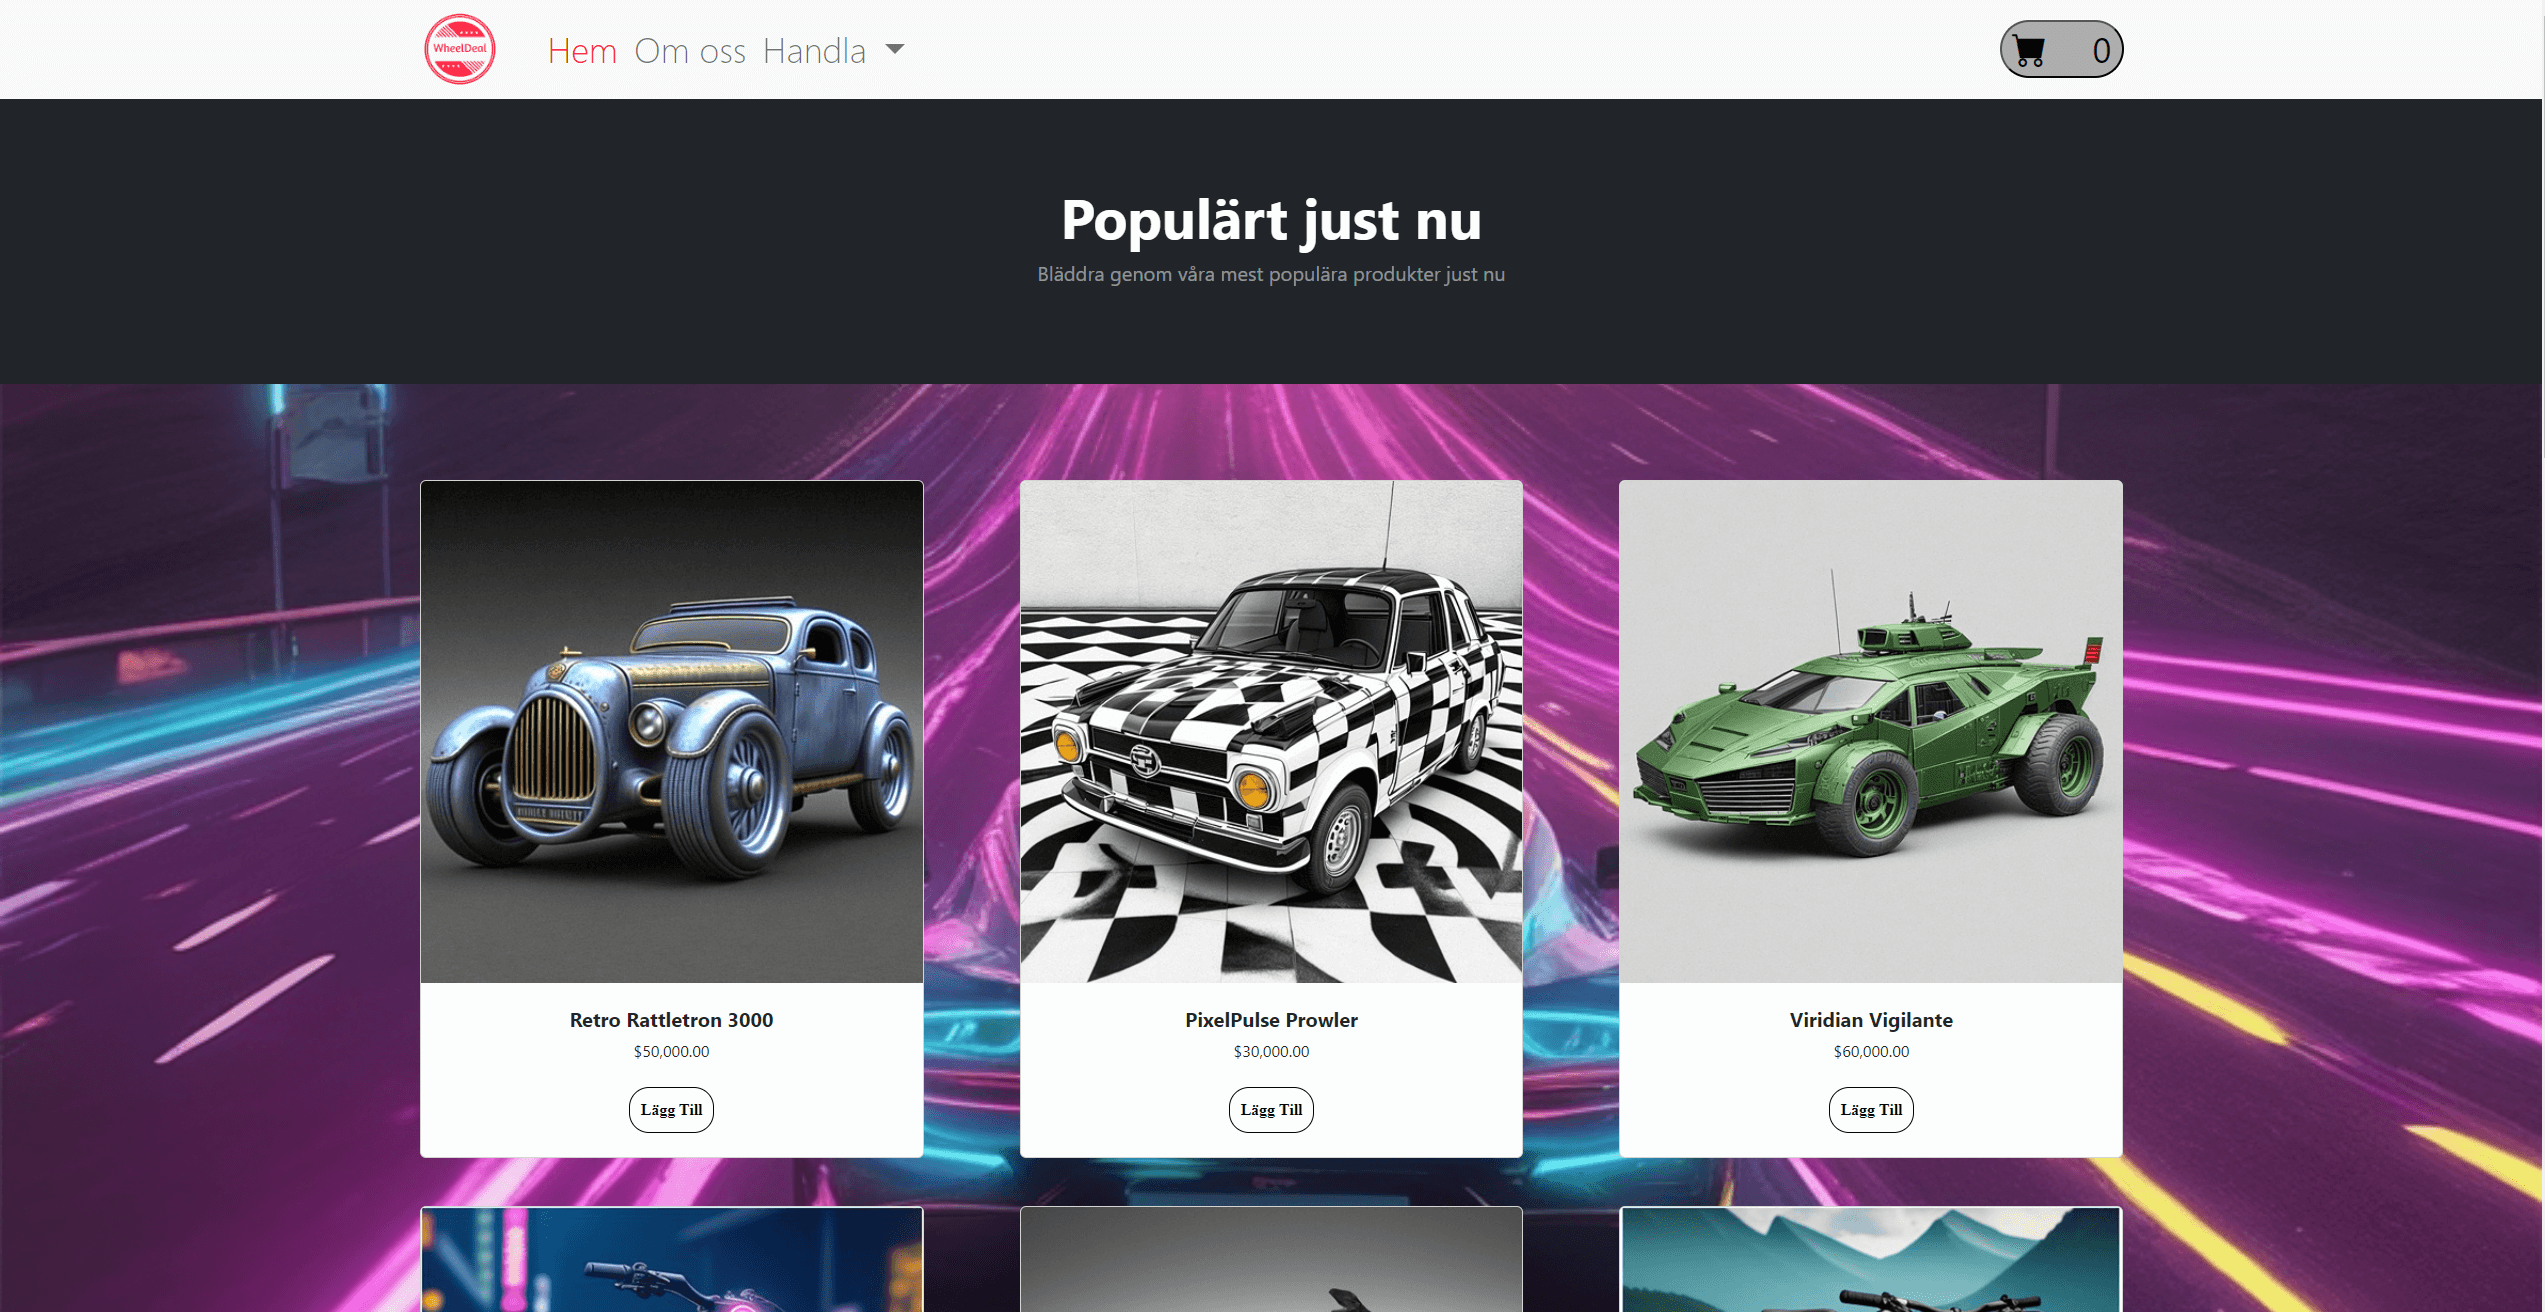 WheelDeal
Hem Om oss Handla
0
Populärt just nu
Bläddra genom våra mest populära produkter just nu
Retro Rattletron 3000
$50,000.00
Lägg Till
PixelPulse Prowler
$30,000.00
Lägg Till
Viridian Vigilante
$60,000.00
Lägg Till